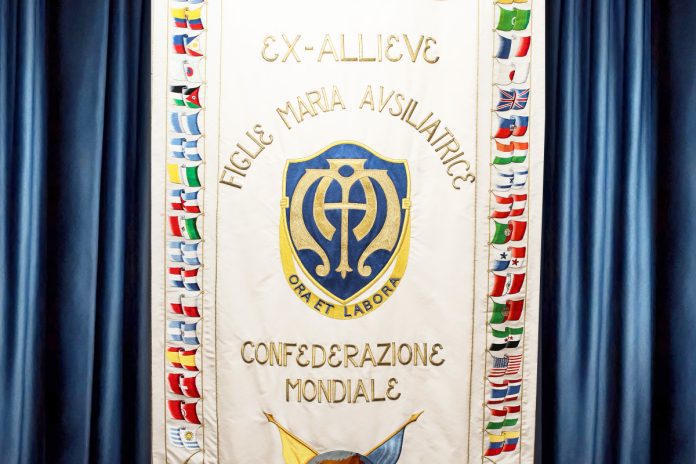 EX-ALLIEVE
FIGLIE MARIA AVSILIATRICE
ORA ET LABORA
CONFEDERAZIONE
MONDIALE